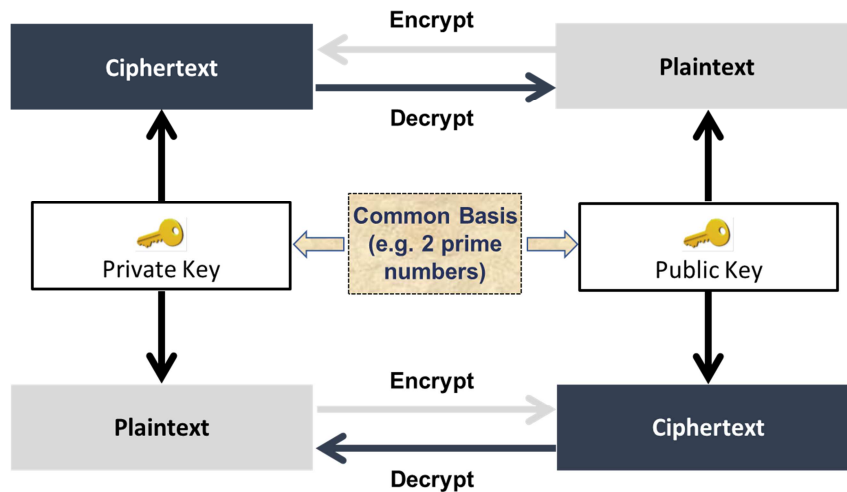 Encrypt
Ciphertext
Plaintext
Decrypt
Private Key
Common Basis
(e.g. 2 prime
numbers)
Public Key
Encrypt
Plaintext
Ciphertext
Decrypt